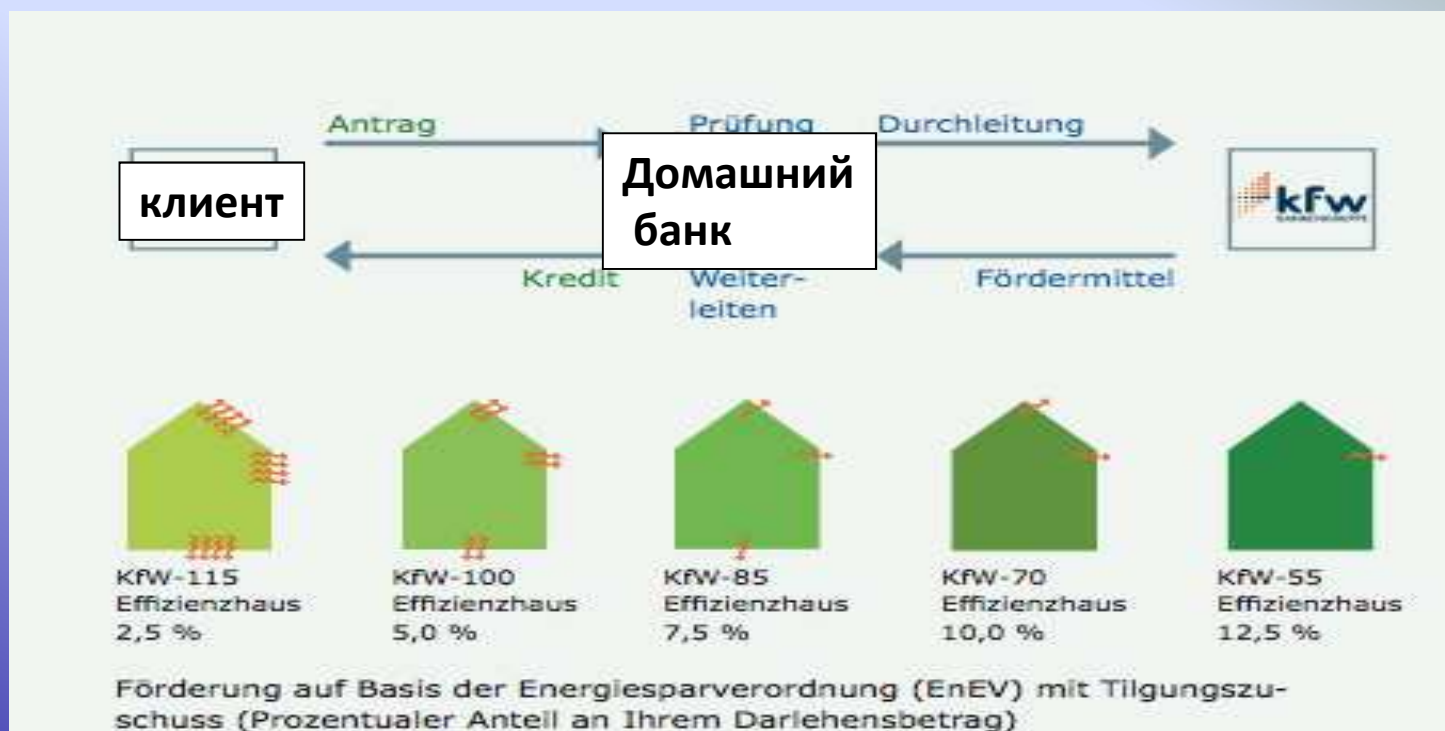 Antrag
Prüfung
Durchleitung
клиент
Домашний
банк
kfw
Kredit
Weiter-
leiten
Fördermittel
KfW-115
Effizienzhaus
2,5 %
KfW-100
Effizienzhaus
5,0 %
KfW-85
Effizienzhaus
7,5 %
KfW-70
Effizienzhaus
10,0 %
KfW-55
Effizienzhaus
12,5 %
Förderung auf Basis der Energiesparverordnung (EnEV) mit Tilgungszu-
schuss (Prozentualer Anteil an Ihrem Darlehensbetrag)